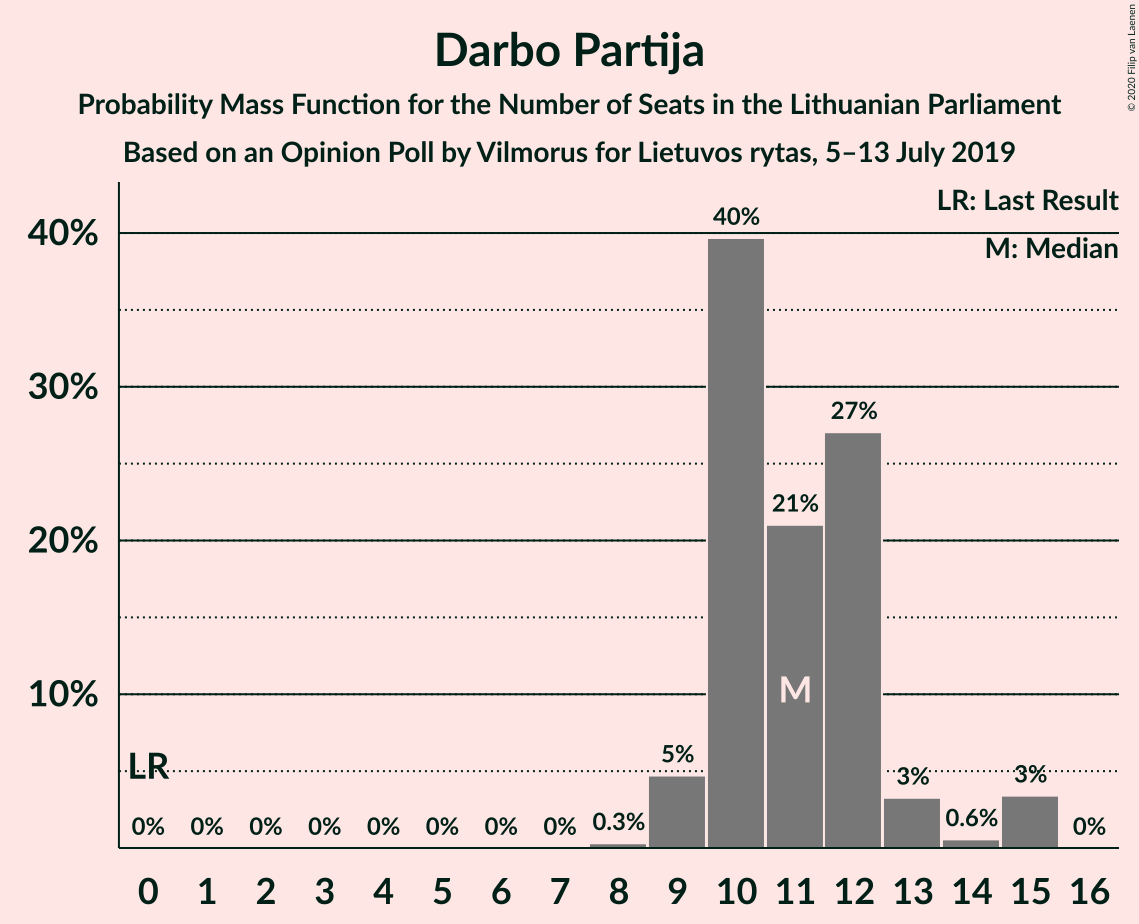 Darbo Partija
Probability Mass Function for the Number of Seats in the Lithuanian Parliament
Based on an Opinion Poll by Vilmorus for Lietuvos rytas, 5–13 July 2019
© 2020 Filip van Laenen
LR: Last Result
M: Median
40%
30%
20%
10%
LR
0% 0% 0% 0% 0% 0% 0% 0% 0.3% 5% 40% 21% 27% 3% 0.6% 3% 0%
M
0 1 2 3 4 5 6 7 8 9 10 11 12 13 14 15 16